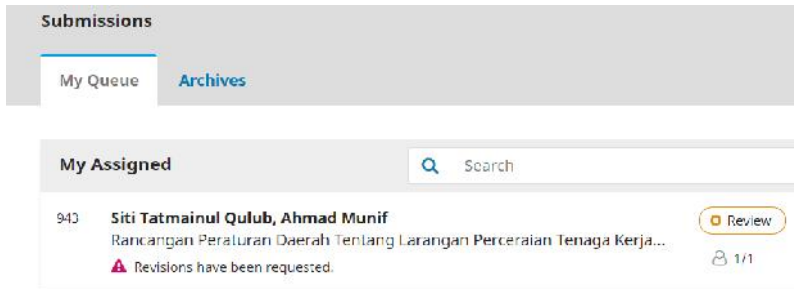 Submissions
My Queue Archives
My Assigned Search
943 Siti Tatmainul Qulub, Ahmad Munif Review
Rancangan Peraturan Daerah Tentang Larangan Perceraian Tenaga Kerja...
Revisions have been requested. 1/1